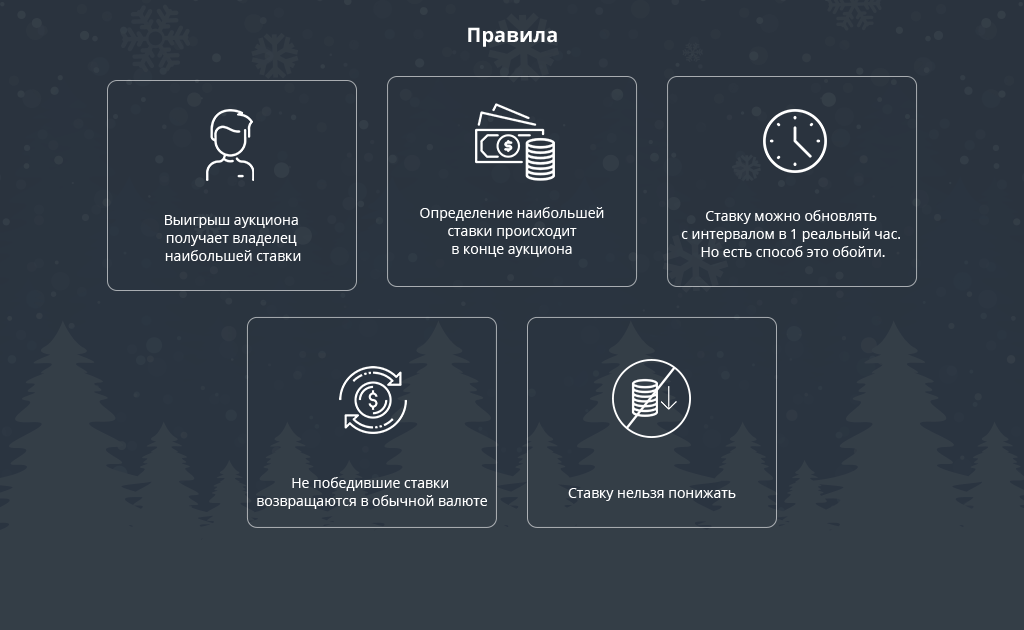 Правила
Выигрыш аукциона
получает владелец
наибольшей ставки
Определение наибольшей
ставки происходит
в конце аукциона
Ставку можно обновлять
с интервалом в 1 реальный час.
Но есть способ это обойти.
Не победившие ставки
возвращаются в обычной валюте
Ставку нельзя понижать